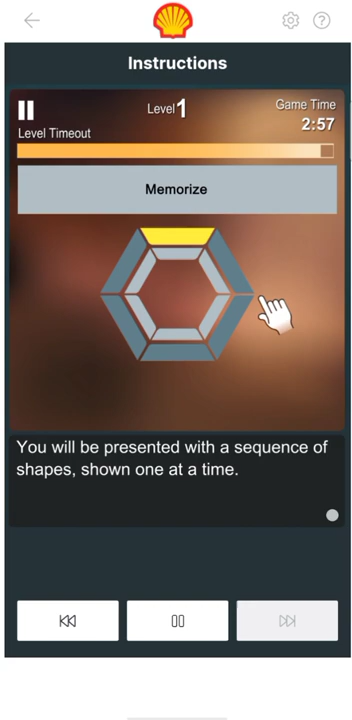 Instructions
Level 1
Game Time
2:57
Level Timeout
Memorize
You will be presented with a sequence of
shapes, shown one at a time.